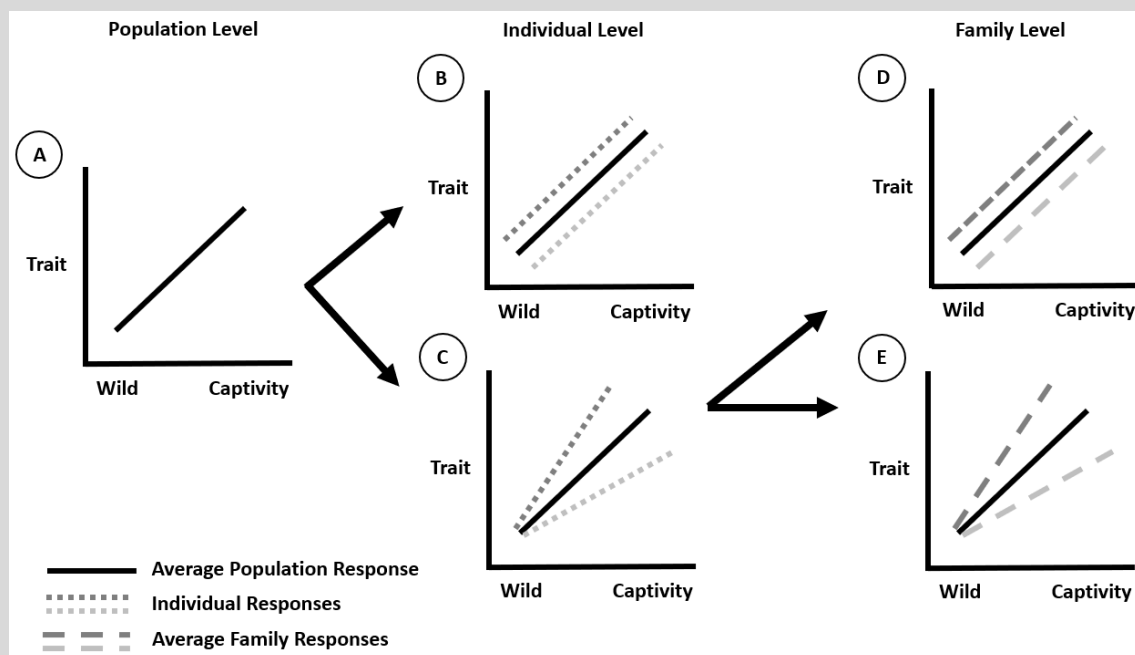 Population Level
Individual Level
Family Level
A
Trait
Wild Captivity
B
Trait
Wild Captivity
C
Trait
Wild Captivity
D
Trait
Wild Captivity
E
Trait
Wild Captivity
Average Population Response
Individual Responses
Average Family Responses